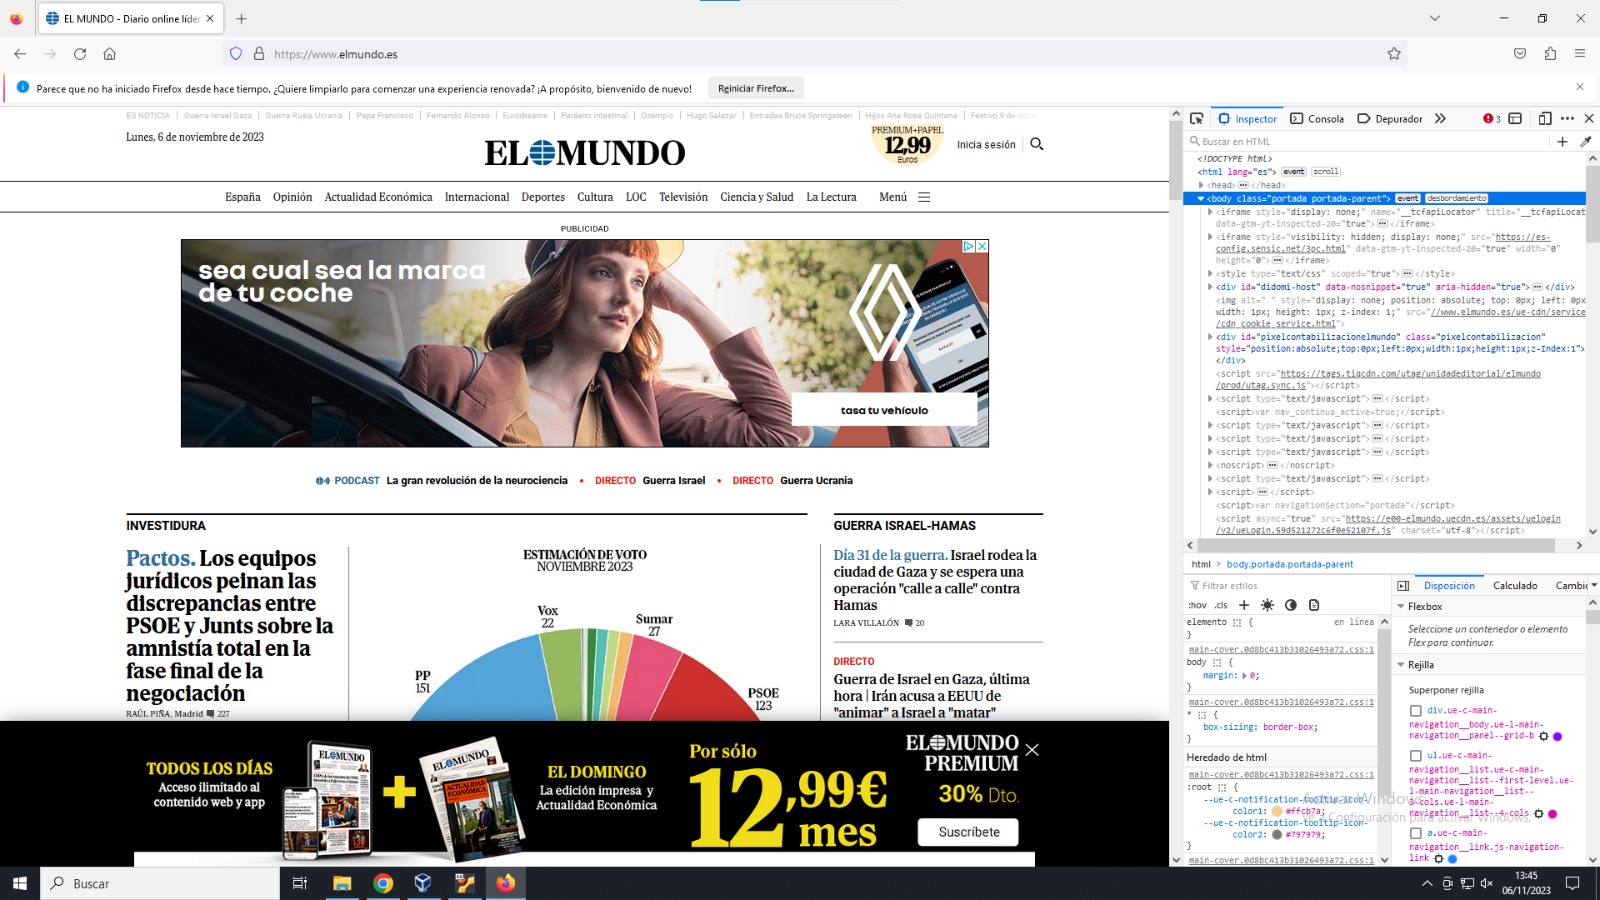 EL MUNDO - Diario online líder
https://www.elmundo.es
Parece que no ha iniciado Firefox desde hace tiempo. ¿Quiere limpiarlo para comenzar una experiencia renovada? ¡A propósito, bienvenido de nuevo!
Reiniciar Firefox...
ES NOTICIA
Guerra Israel Gaza
Guerra Rusia Ucrania
Papa Francisco
Fernando Alonso
Eurodreams
Parásito intestinal
Ozempic
Hugo Salazar
Entradas Bruce Springsteen
Hijos Ana Rosa Quintana
Festivo 9 de
Lunes, 6 de noviembre de 2023
EL MUNDO
PREMIUM+PAPEL
12,99
Euros
Inicia sesión
España Opinión Actualidad Económica Internacional Deportes Cultura LOC Televisión Ciencia y Salud La Lectura Menú
PUBLICIDAD
sea cual sea la marca
de tu coche
tasa tu vehículo
PODCAST La gran revolución de la neurociencia • DIRECTO Guerra Israel • DIRECTO Guerra Ucrania
INVESTIDURA
Pactos. Los equipos
jurídicos peinan las
discrepancias entre
PSOE y Junts sobre la
amnistía total en la
fase final de la
negociación
RAÚL PIÑA, Madrid 227
ESTIMACIÓN DE VOTO
NOVIEMBRE 2023
Vox
22
Sumar
27
PP
151
PSOE
123
GUERRA ISRAEL-HAMAS
Día 31 de la guerra. Israel rodea la
ciudad de Gaza y se espera una
operación "calle a calle" contra
Hamas
LARA VILLALÓN 20
DIRECTO
Guerra de Israel en Gaza, última
hora | Irán acusa a EEUU de
"animar" a Israel a "matar"
TODOS LOS DÍAS
Acceso ilimitado al
contenido web y app
EL MUNDO
+
EL MUNDO
ACTUALIDAD
ECONÓMICA
EL DOMINGO
La edición impresa y
Actualidad Económica
Por sólo
12,99€
mes
EL MUNDO
PREMIUM
30% Dto.
Suscríbete
Inspector Consola Depurador 3
Buscar en HTML
<!DOCTYPE html>
<html lang="es"> event scroll
<head> </head>
<body class="portada portada-parent"> event desbordamiento
<iframe style="display: none;" name="__tcfapiLocator" title="__tcfapiLocat
data-gtm-yt-inspected-20="true"> </iframe>
<iframe style="visibility: hidden; display: none;" src="https://es-
config.sensic.net/3pc.html" data-gtm-yt-inspected-20="true" width="0"
height="0"> </iframe>
<style type="text/css" scoped="true"> </style>
<div id="didomi-host" data-nosnippet="true" aria-hidden="true"> </div>
<img alt=" " style="display: none; position: absolute; top: 0px; left: 0px
width: 1px; height: 1px; z-index: 1;" src="//www.elmundo.es/ue-cdn/service
/cdn_cookie_service.html">
<div id="pixelcontabilizacionelmundo" class="pixelcontabilizacion"
style="position:absolute;top:0px;left:0px;width:1px;height:1px;z-Index:1">
</div>
<script src="https://tags.tiqcdn.com/utag/unidadeditorial/elmundo
/prod/utag.sync.js"></script>
<script type="text/javascript"> </script>
<script>var nav_continua_active=true;</script>
<script type="text/javascript"> </script>
<script type="text/javascript"> </script>
<script type="text/javascript"> </script>
<noscript> </noscript>
<script type="text/javascript"> </script>
<script> </script>
<script>var navigationSection="portada"</script>
<script async="true" src="https://e00-elmundo.uecdn.es/assets/uelogin
/v2/ueLogin.59d521272c6f0e52107f.js" charset="utf-8"></script>
html body.portada.portada-parent
Filtrar estilos
:hov .cls
elemento { en línea
}
main-cover.0d8bc413b31026493a72.css:1
body {
margin: 0;
}
main-cover.0d8bc413b31026493a72.css:1
* {
box-sizing: border-box;
}
Heredado de html
main-cover.0d8bc413b31026493a72.css:1
:root {
--ue-c-notification-tooltip-icon-
color1: #ffcb7a;
--ue-c-notification-tooltip-icon-
color2: #797979;
}
main-cover.0d8bc413b31026493a72.css:1
Disposición Calculado Cambio
Flexbox
Seleccione un contenedor o elemento
Flex para continuar.
Rejilla
Superponer rejilla
div.ue-c-main-
navigation__body.ue-l-main-
navigation__panel--grid-b
ul.ue-c-main-
navigation__list.ue-c-main-
navigation__list--first-level.ue-
l-main-navigation__list--
cols.ue-l-main-
navigation__list--4-cols
a.ue-c-main-
navigation__link.js-navigation-
link
Activar Windows
Ve a Configuración para activar Windows.
Buscar
13:45
06/11/2023